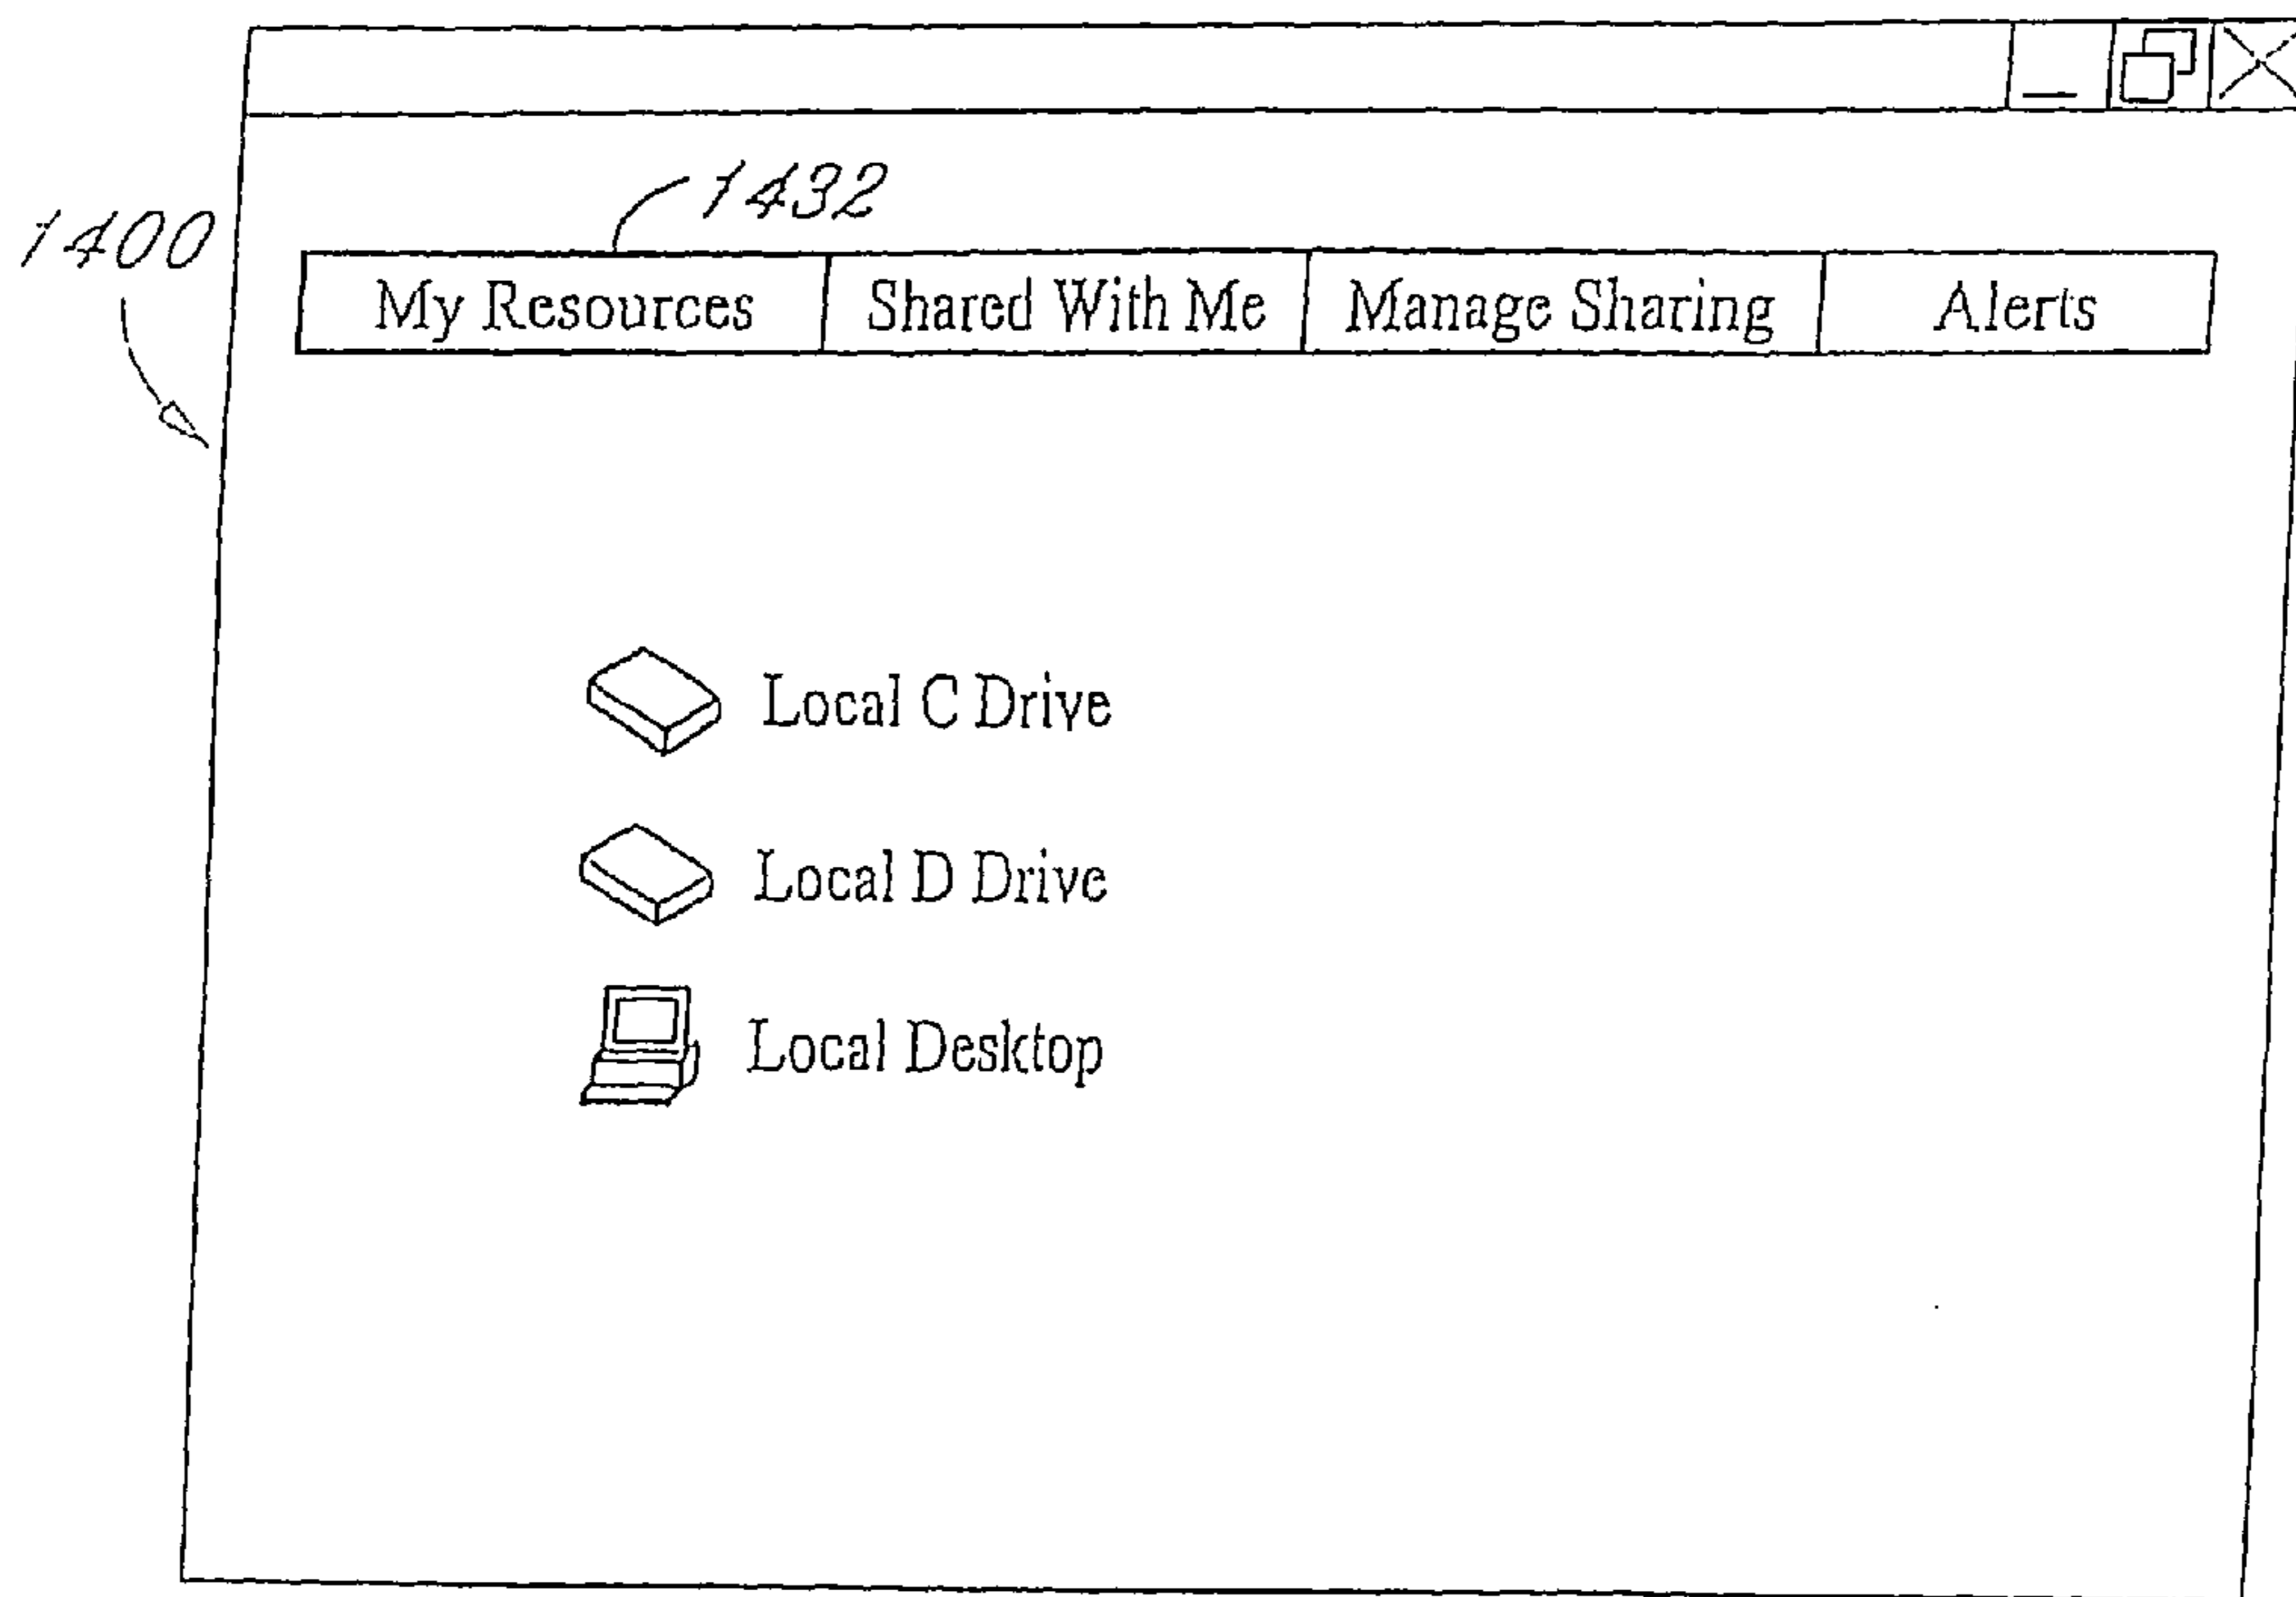 1432
1400
My Resources Shared With Me Manage Sharing Alerts
Local C Drive
Local D Drive
Local Desktop